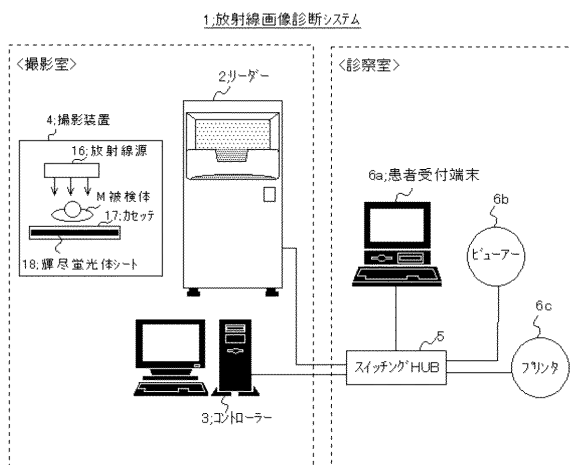 1;放射線画像診断システム
<撮影室>
<診察室>
2;リーダー
4;撮影装置
16;放射線源
M被検体
17;カセッテ
18;輝尽蛍光体シート
3;コントローラー
6a;患者受付端末
6b
ビューアー
5
スイッチングHUB
6c
プリンタ